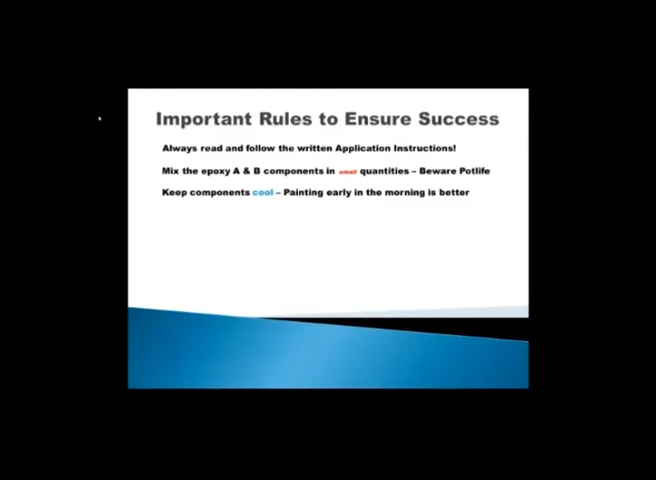 Important Rules to Ensure Success
Always read and follow the written Application Instructions!
Mix the epoxy A & B components in small quantities – Beware Potlife
Keep components cool – Painting early in the morning is better